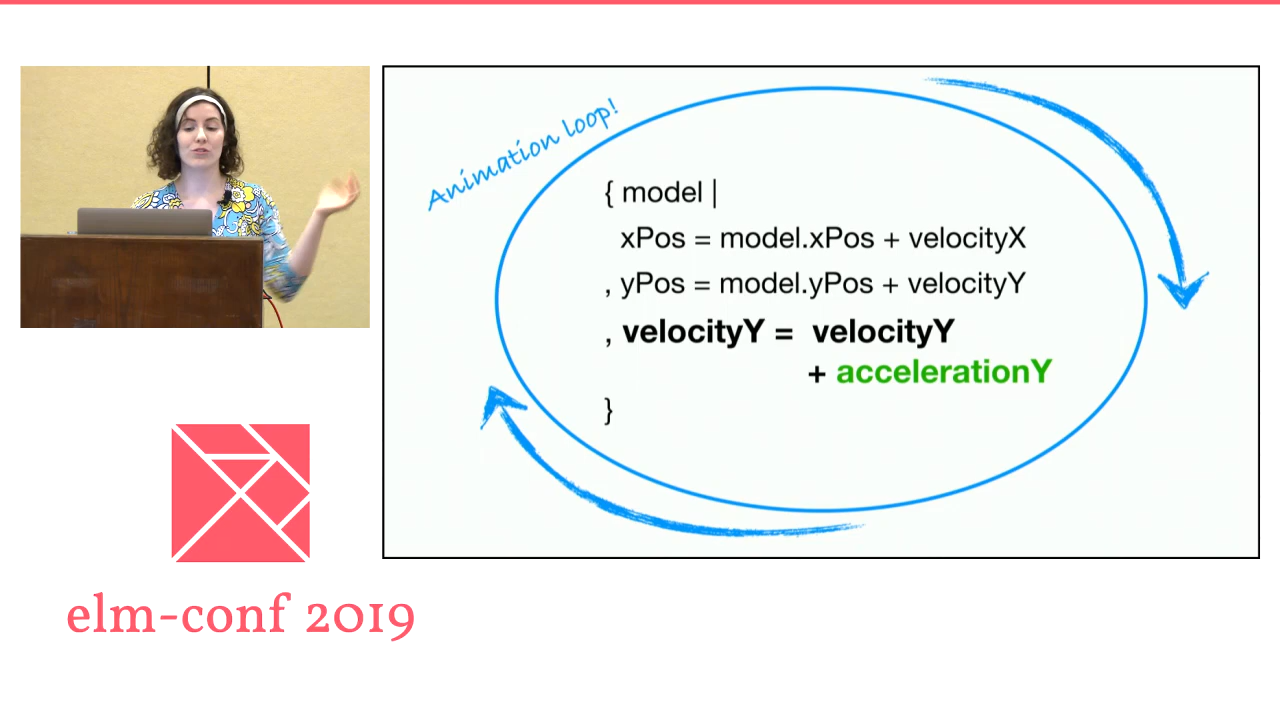 Animation loop!
{ model |
xPos = model.xPos + velocityX
, yPos = model.yPos + velocityY
, velocityY = velocityY
+ accelerationY
}
elm-conf 2019